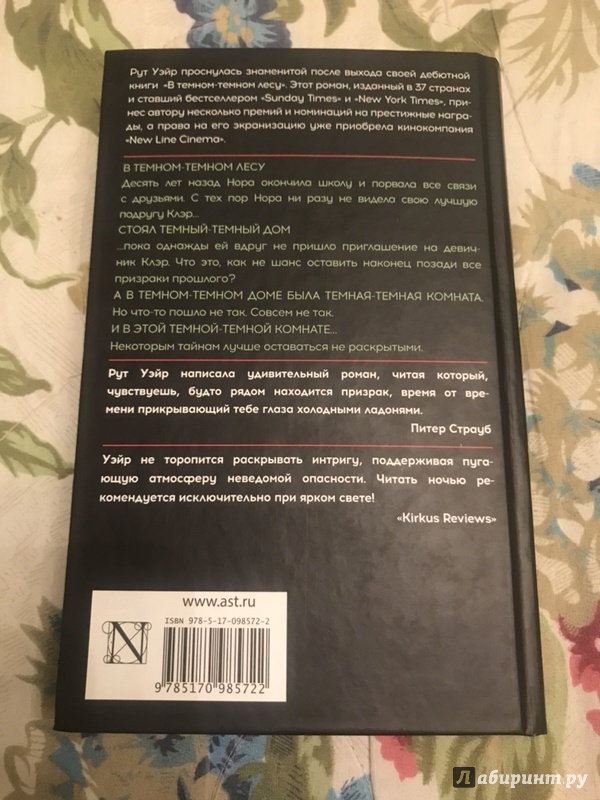 Рут Уэйр проснулась знаменитой после выхода своей дебютной
книги «В темном-темном лесу». Этот роман, изданный в 37 странах
и ставший бестселлером «Sunday Times» и «New York Times», при-
нес автору несколько премий и номинаций на престижные награ-
ды, а права на его экранизацию уже приобрела кинокомпания
«New Line Cinema».
В ТЕМНОМ-ТЕМНОМ ЛЕСУ
Десять лет назад Нора окончила школу и порвала все связи
с друзьями. С тех пор Нора ни разу не видела свою лучшую
подругу Клэр...
СТОЯЛ ТЕМНЫЙ-ТЕМНЫЙ ДОМ
...пока однажды ей вдруг не пришло приглашение на девич-
ник Клэр. Что это, как не шанс оставить наконец позади все
призраки прошлого?
А В ТЕМНОМ-ТЕМНОМ ДОМЕ БЫЛА ТЕМНАЯ-ТЕМНАЯ КОМНАТА.
Но что-то пошло не так. Совсем не так.
И В ЭТОЙ ТЕМНОЙ-ТЕМНОЙ КОМНАТЕ...
Некоторым тайнам лучше оставаться не раскрытыми.
Рут Уэйр написала удивительный роман, читая который,
чувствуешь, будто рядом находится призрак, время от вре-
мени прикрывающий тебе глаза холодными ладонями.
Питер Страуб
Уэйр не торопится раскрывать интригу, поддерживая пуга-
ющую атмосферу неведомой опасности. Читать ночью ре-
комендуется исключительно при ярком свете!
«Kirkus Reviews»
www.ast.ru
ISBN 978-5-17-098572-2
N
9 785170 985722
Лабиринт.ру